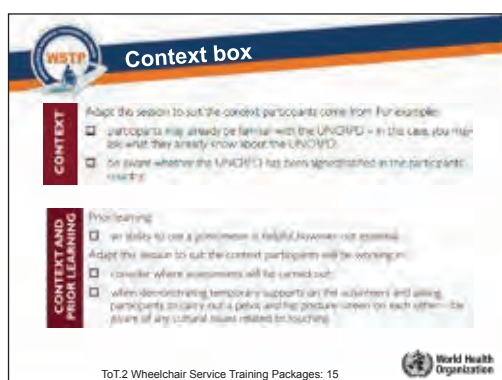 WSTP
Context box
CONTEXT
Adapt this session to suit the context participants come from. For example:
participants may already be familiar with the UNCRPD – in this case, you may
ask what they already know about the UNCRPD.
be aware whether the UNCRPD has been signed/ratified in the participants'
country.
CONTEXT AND
PRIOR LEARNING
Prior learning:
an ability to use a goniometer is helpful, however not essential.
Adapt this session to suit the context participants will be working in:
consider where assessments will be carried out;
when demonstrating temporary supports on the volunteers and asking
participants to carry out a pelvis and hip posture screen on each other – be
aware of any cultural issues related to touching.
ToT.2 Wheelchair Service Training Packages: 15
World Health
Organization